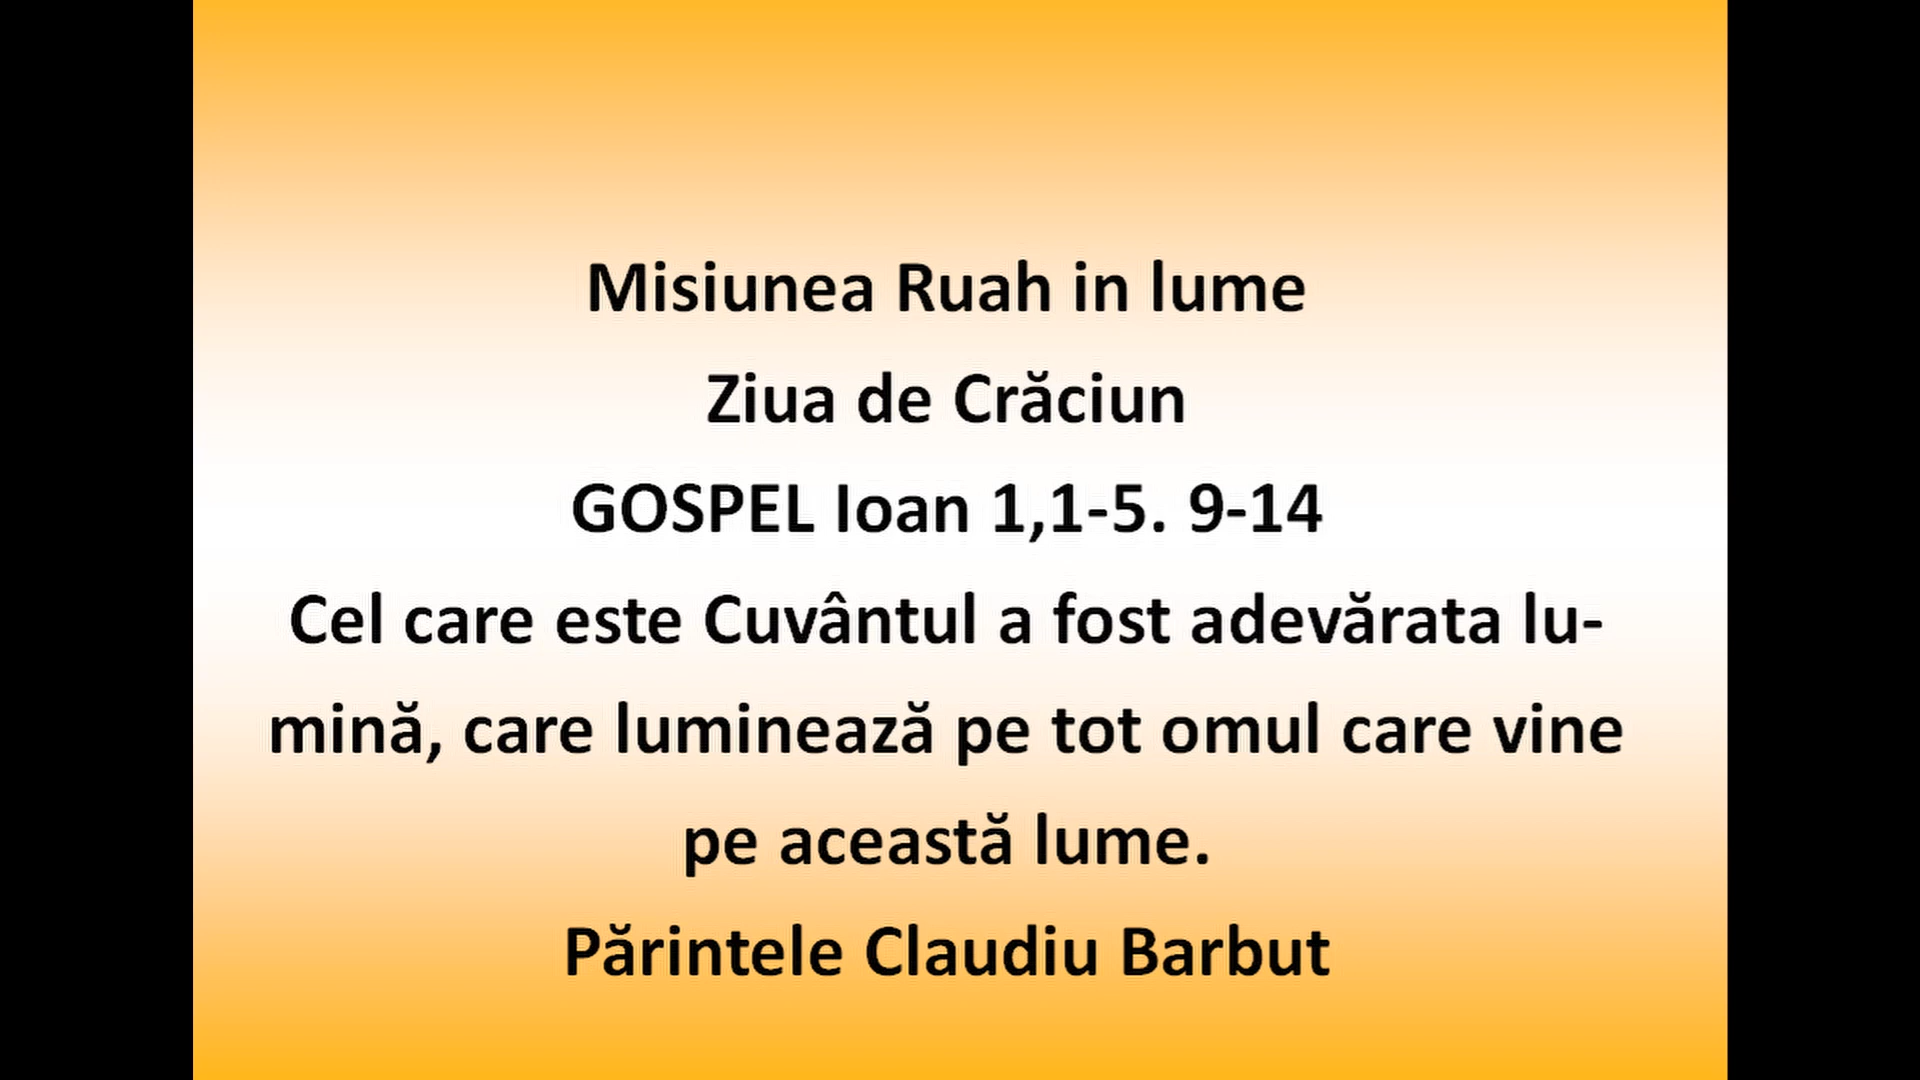 Misiunea Ruah in lume
Ziua de Crăciun
GOSPEL Ioan 1,1-5. 9-14
Cel care este Cuvântul a fost adevărata lu-
mină, care luminează pe tot omul care vine
pe această lume.
Părintele Claudiu Barbut